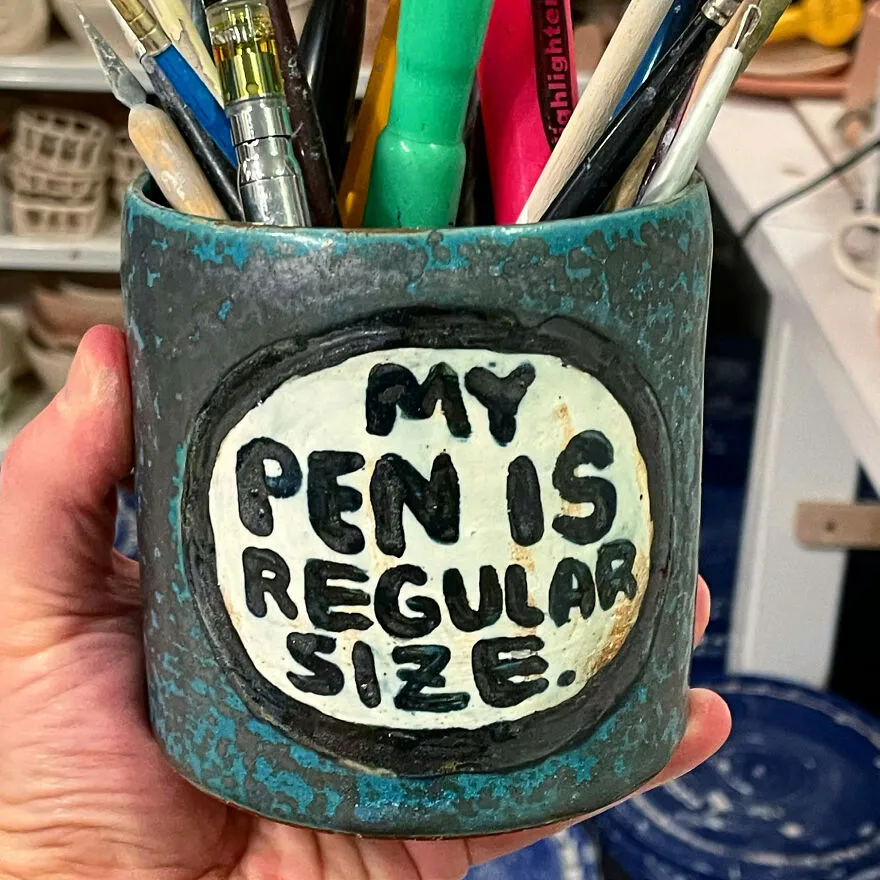 MY
PEN IS
REGULAR
SIZE.
highlighter